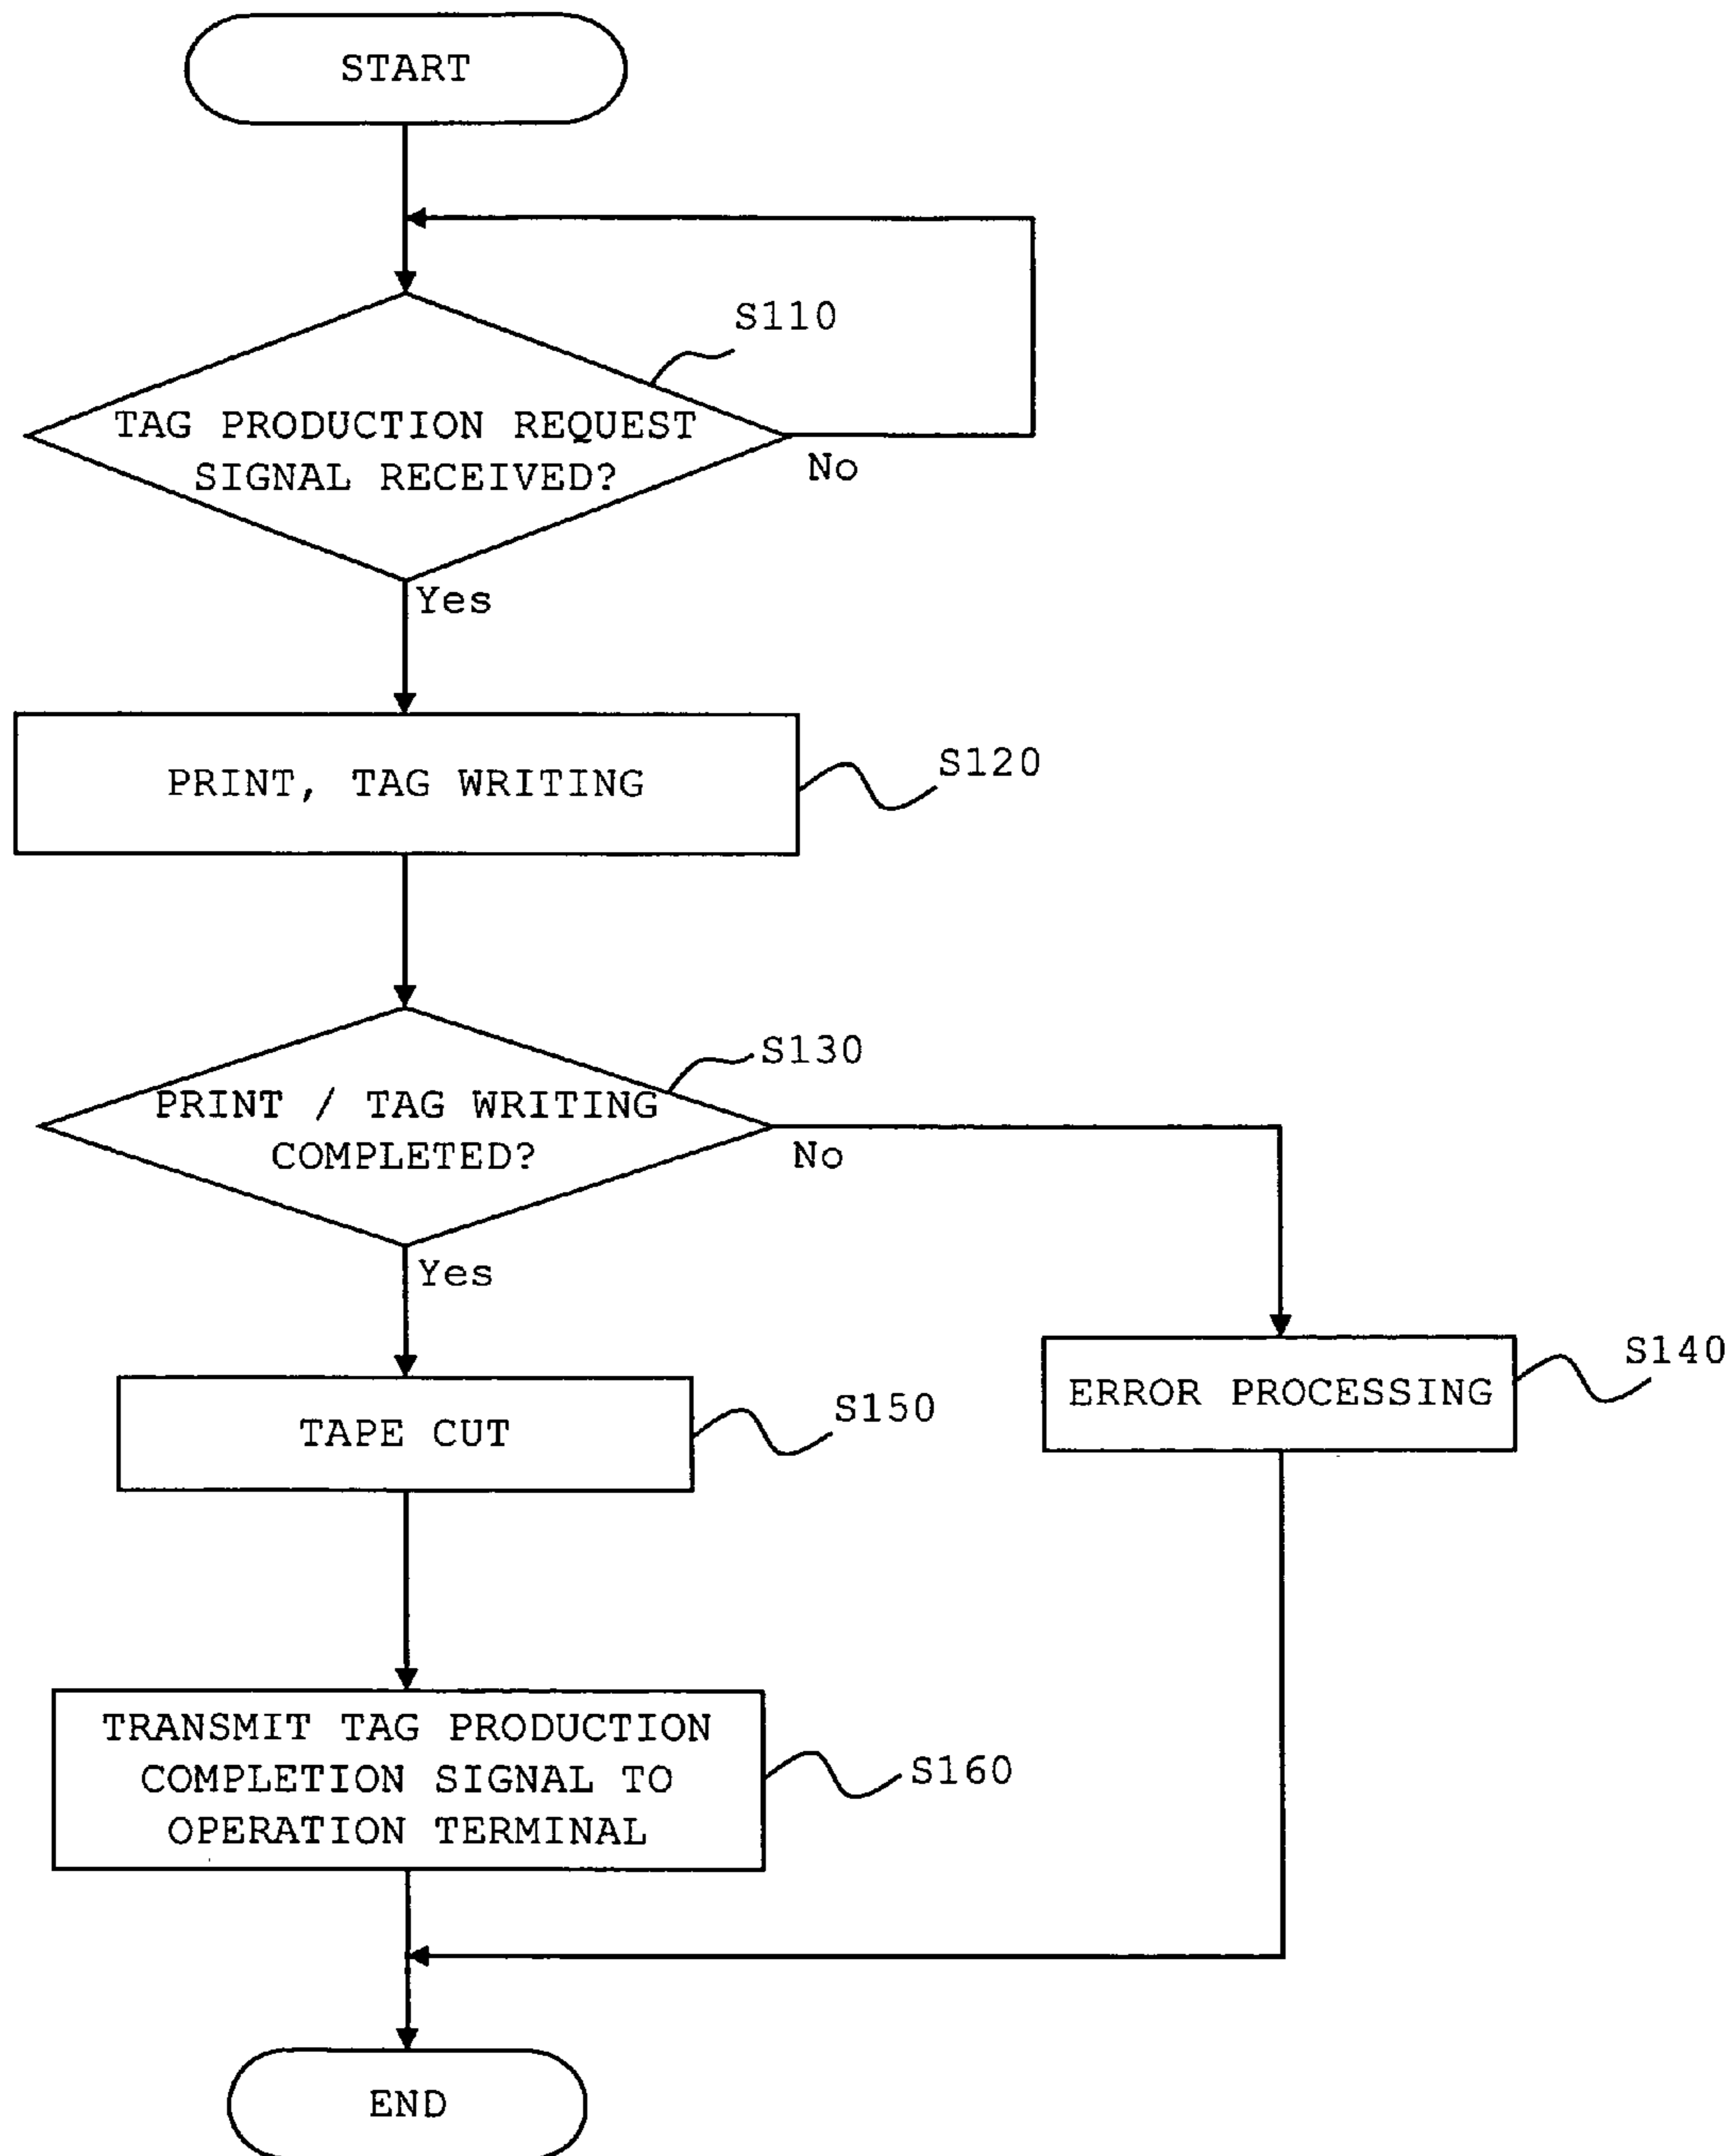 START
S110
TAG PRODUCTION REQUEST
SIGNAL RECEIVED?
No
Yes
PRINT, TAG WRITING
S120
S130
PRINT / TAG WRITING
COMPLETED?
No
Yes
S140
ERROR PROCESSING
S150
TAPE CUT
TRANSMIT TAG PRODUCTION
COMPLETION SIGNAL TO
OPERATION TERMINAL
S160
END